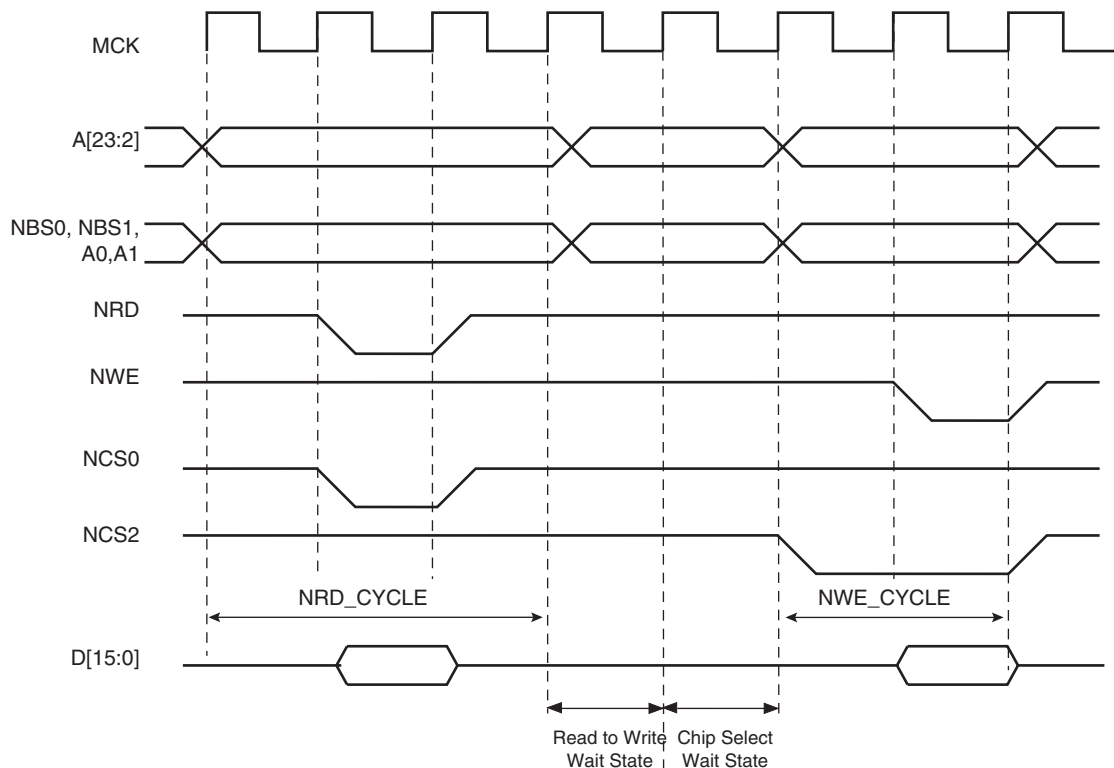 MCK
A[23:2]
NBS0, NBS1,
A0,A1
NRD
NWE
NCS0
NCS2
NRD_CYCLE
NWE_CYCLE
D[15:0]
Read to Write
Wait State
Chip Select
Wait State